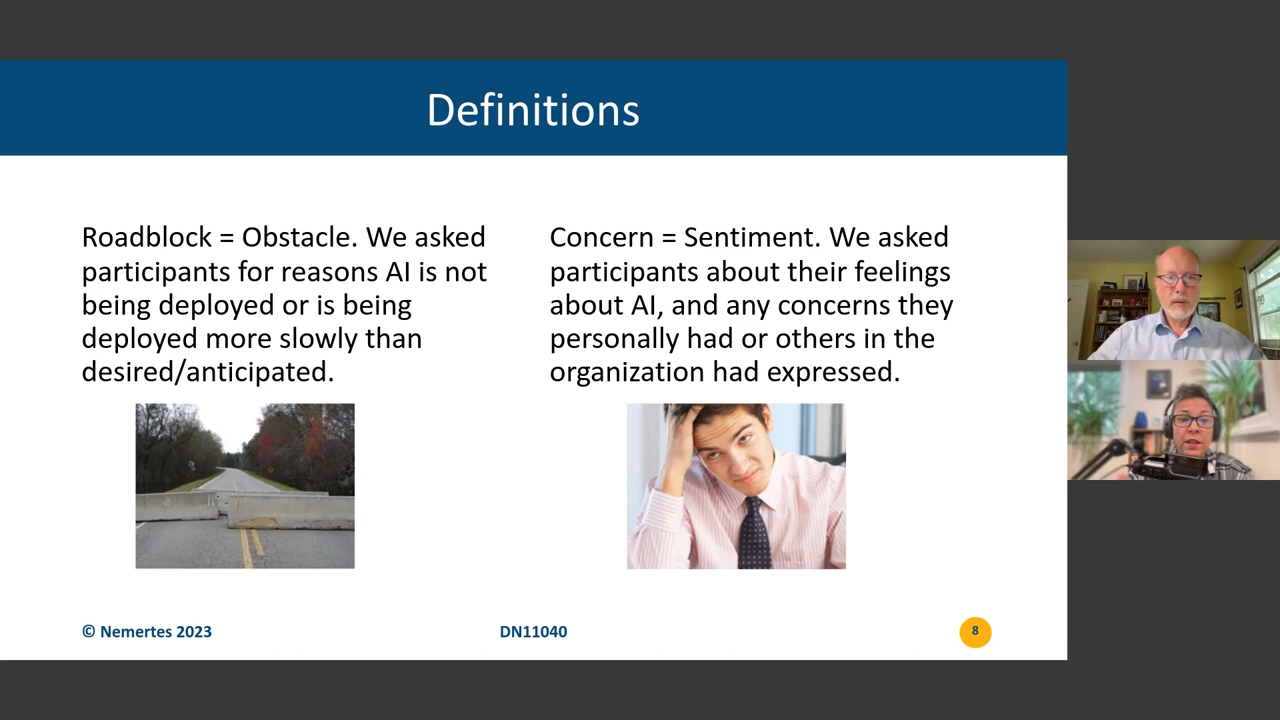 Definitions
Roadblock = Obstacle. We asked
participants for reasons AI is not
being deployed or is being
deployed more slowly than
desired/anticipated.
Concern = Sentiment. We asked
participants about their feelings
about AI, and any concerns they
personally had or others in the
organization had expressed.
© Nemertes 2023
DN11040
8